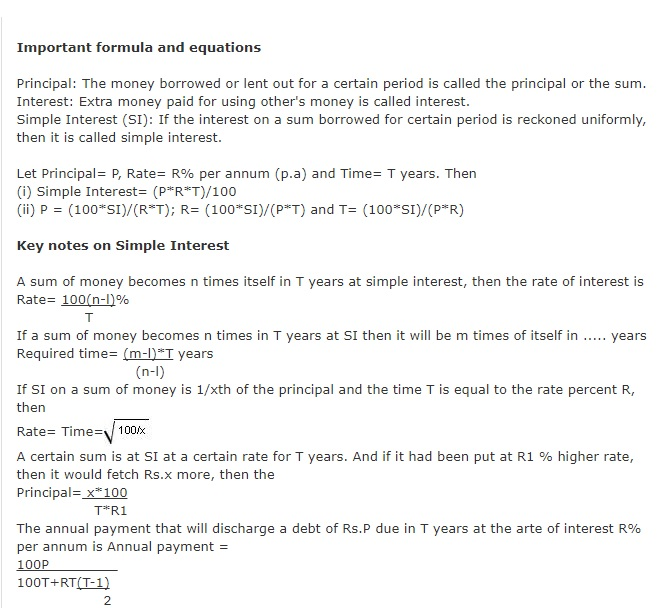 Important formula and equations
Principal: The money borrowed or lent out for a certain period is called the principal or the sum.
Interest: Extra money paid for using other's money is called interest.
Simple Interest (SI): If the interest on a sum borrowed for certain period is reckoned uniformly,
then it is called simple interest.
Let Principal= P, Rate= R% per annum (p.a) and Time= T years. Then
(i) Simple Interest= (P*R*T)/100
(ii) P = (100*SI)/(R*T); R= (100*SI)/(P*T) and T= (100*SI)/(P*R)
Key notes on Simple Interest
A sum of money becomes n times itself in T years at simple interest, then the rate of interest is
Rate= 100(n-l)%
T
If a sum of money becomes n times in T years at SI then it will be m times of itself in ..... years
Required time= (m-l)*T years
(n-l)
If SI on a sum of money is 1/xth of the principal and the time T is equal to the rate percent R,
then
Rate= Time=√100/x
A certain sum is at SI at a certain rate for T years. And if it had been put at R1 % higher rate,
then it would fetch Rs.x more, then the
Principal= x*100
T*R1
The annual payment that will discharge a debt of Rs.P due in T years at the arte of interest R%
per annum is Annual payment =
100P
100T+RT(T-1)
2